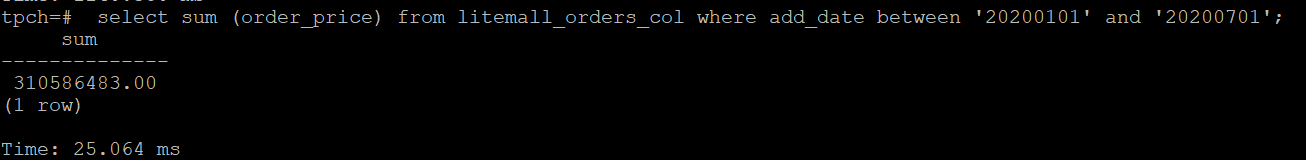 tpch=#  select sum (order_price) from litemall_orders_col where add_date between '20200101' and '20200701';
     sum
--------------
 310586483.00
(1 row)
Time: 25.064 ms